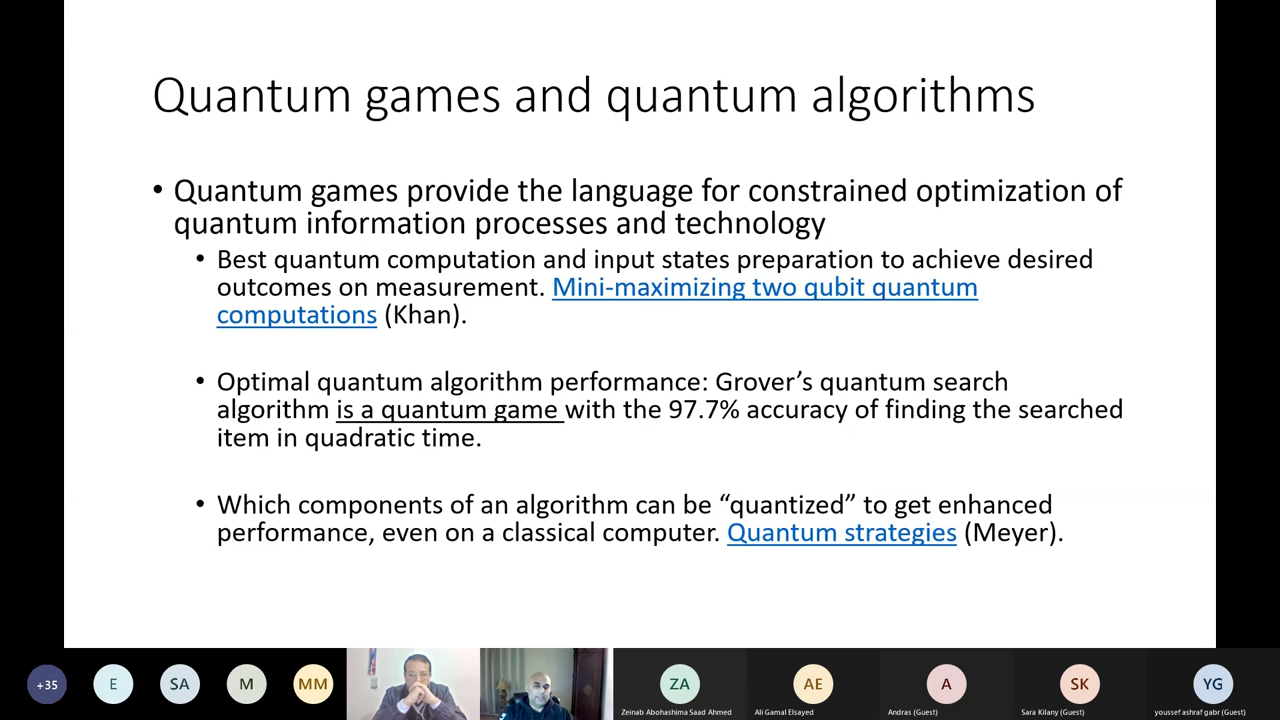 Quantum games and quantum algorithms
• Quantum games provide the language for constrained optimization of
quantum information processes and technology
• Best quantum computation and input states preparation to achieve desired
outcomes on measurement. Mini-maximizing two qubit quantum
computations (Khan).
• Optimal quantum algorithm performance: Grover’s quantum search
algorithm is a quantum game with the 97.7% accuracy of finding the searched
item in quadratic time.
• Which components of an algorithm can be “quantized” to get enhanced
performance, even on a classical computer. Quantum strategies (Meyer).
+35 E SA M MM ZA AE A SK YG
Zeinab Abohashima Saad Ahmed Ali Gamal Elsayed Andras (Guest) Sara Kilany (Guest) youssef ashraf gabr (Guest)